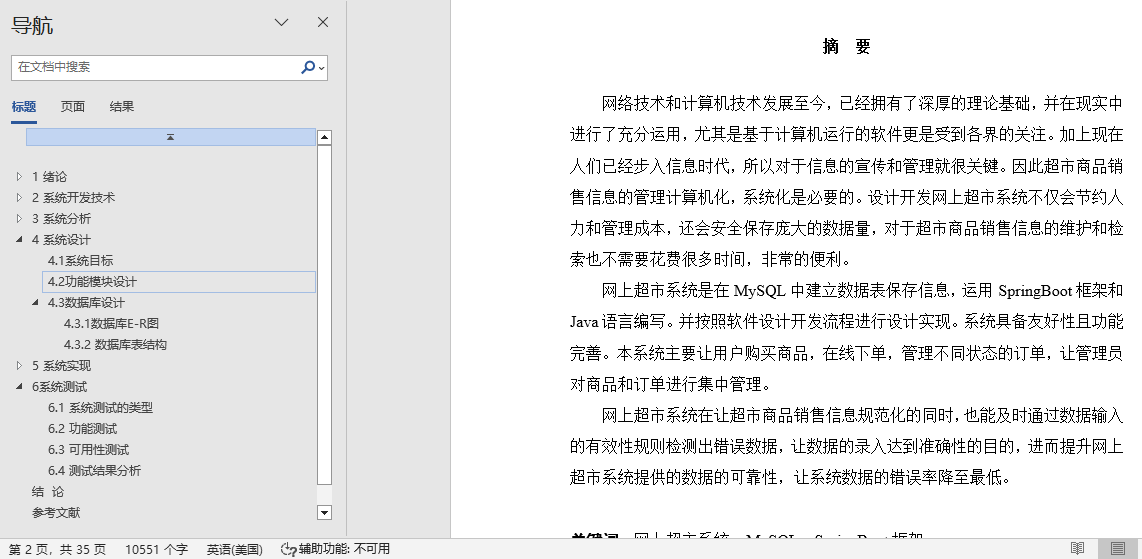 导航
在文档中搜索
标题 页面 结果
1 绪论
2 系统开发技术
3 系统分析
4 系统设计
4.1系统目标
4.2功能模块设计
4.3数据库设计
4.3.1数据库E-R图
4.3.2 数据库表结构
5 系统实现
6系统测试
6.1 系统测试的类型
6.2 功能测试
6.3 可用性测试
6.4 测试结果分析
结 论
参考文献
摘 要
网络技术和计算机技术发展至今，已经拥有了深厚的理论基础，并在现实中
进行了充分运用，尤其是基于计算机运行的软件更是受到各界的关注。加上现在
人们已经步入信息时代，所以对于信息的宣传和管理就很关键。因此超市商品销
售信息的管理计算机化，系统化是必要的。设计开发网上超市系统不仅会节约人
力和管理成本，还会安全保存庞大的数据量，对于超市商品销售信息的维护和检
索也不需要花费很多时间，非常的便利。
网上超市系统是在 MySQL 中建立数据表保存信息，运用 SpringBoot 框架和
Java 语言编写。并按照软件设计开发流程进行设计实现。系统具备友好性且功能
完善。本系统主要让用户购买商品，在线下单，管理不同状态的订单，让管理员
对商品和订单进行集中管理。
网上超市系统在让超市商品销售信息规范化的同时，也能及时通过数据输入
的有效性规则检测出错误数据，让数据的录入达到准确性的目的，进而提升网上
超市系统提供的数据的可靠性，让系统数据的错误率降至最低。
关键词：网上超市系统 MySQL SpringBoot 框架
第 2 页，共 35 页 10551 个字 英语(美国) 辅助功能: 不可用